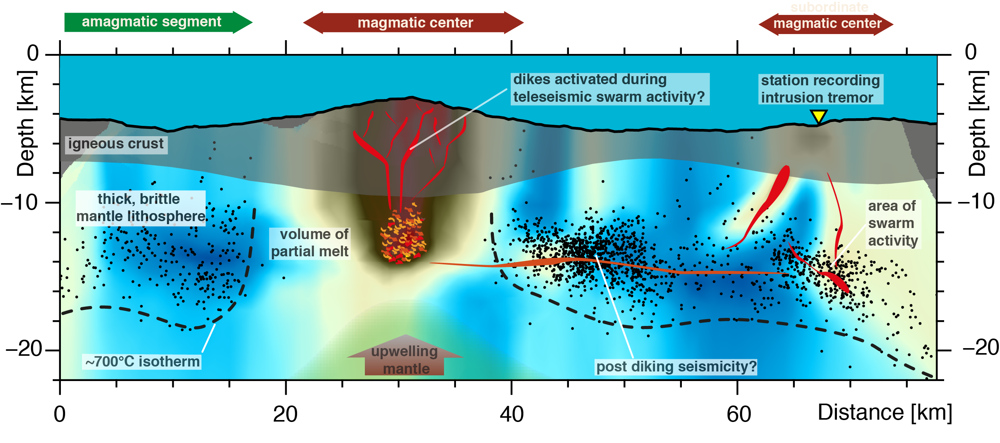 subordinate
amagmatic segment
magmatic center
magmatic center
0
0
Depth [km]
Depth [km]
dikes activated during
teleseismic swarm activity?
station recording
intrusion tremor
igneous crust
thick, brittle
mantle lithosphere
−10
−10
area of
swarm
activity
volume of
partial melt
−20
−20
upwelling
mantle
~700°C isotherm
post diking seismicity?
0
20
40
60
Distance [km]